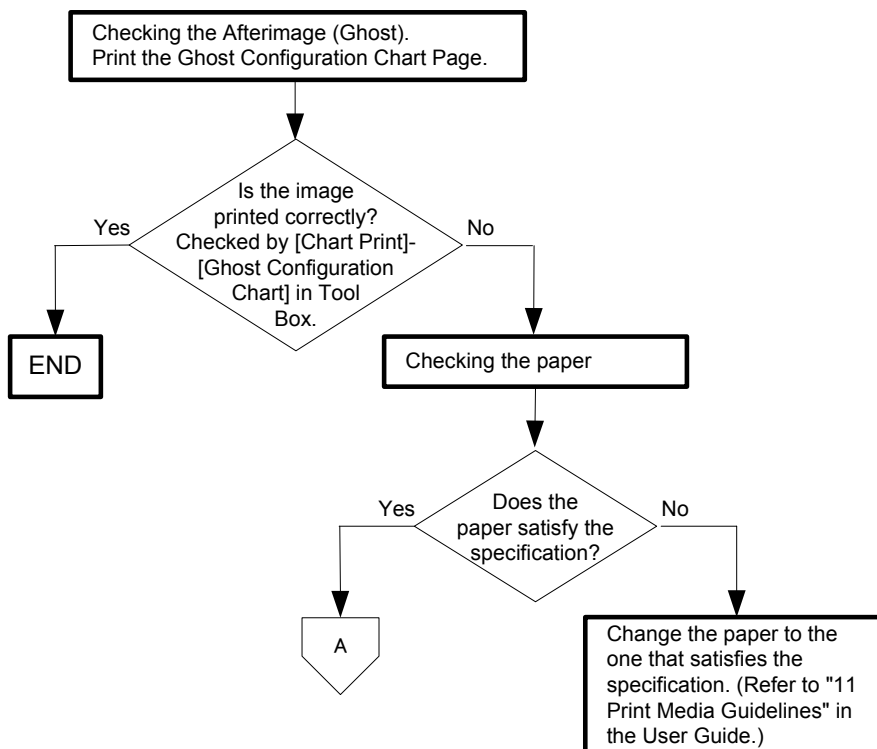 Checking the Afterimage (Ghost).
Print the Ghost Configuration Chart Page.
Is the image
printed correctly?
Checked by [Chart Print]-
[Ghost Configuration
Chart] in Tool
Box.
Yes
No
END
Checking the paper
Does the
paper satisfy the
specification?
Yes
No
A
Change the paper to the
one that satisfies the
specification. (Refer to "11
Print Media Guidelines" in
the User Guide.)